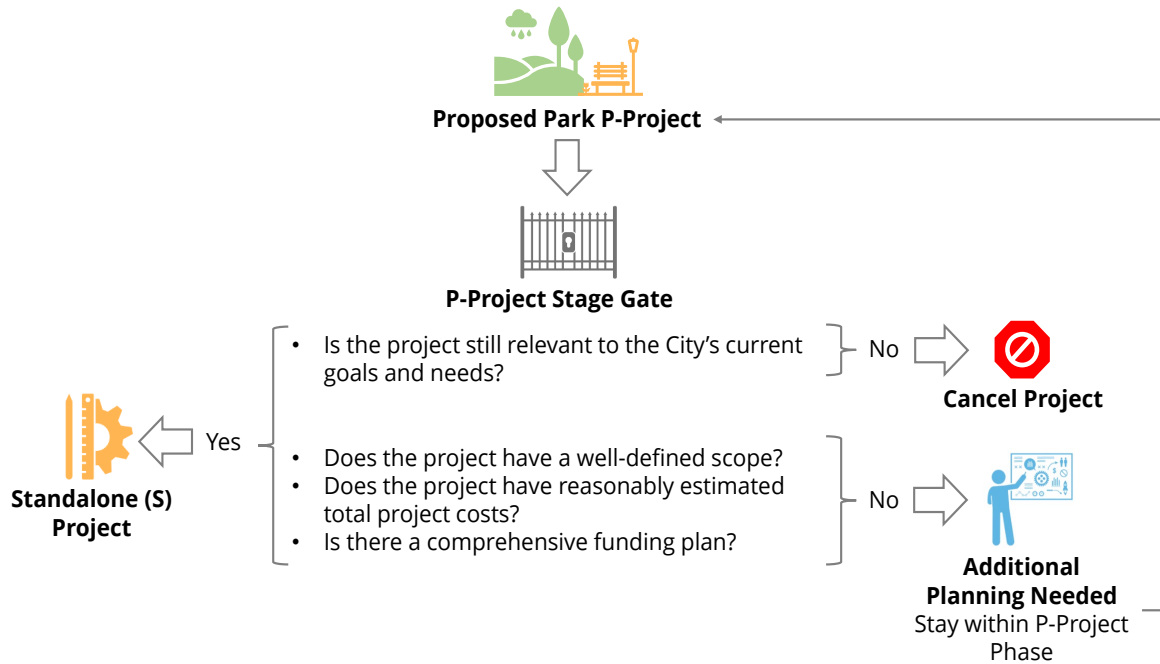 Proposed Park P-Project
P-Project Stage Gate
• Is the project still relevant to the City’s current
goals and needs?
No
Cancel Project
Yes
Standalone (S)
Project
• Does the project have a well-defined scope?
• Does the project have reasonably estimated
total project costs?
• Is there a comprehensive funding plan?
No
Additional
Planning Needed
Stay within P-Project
Phase